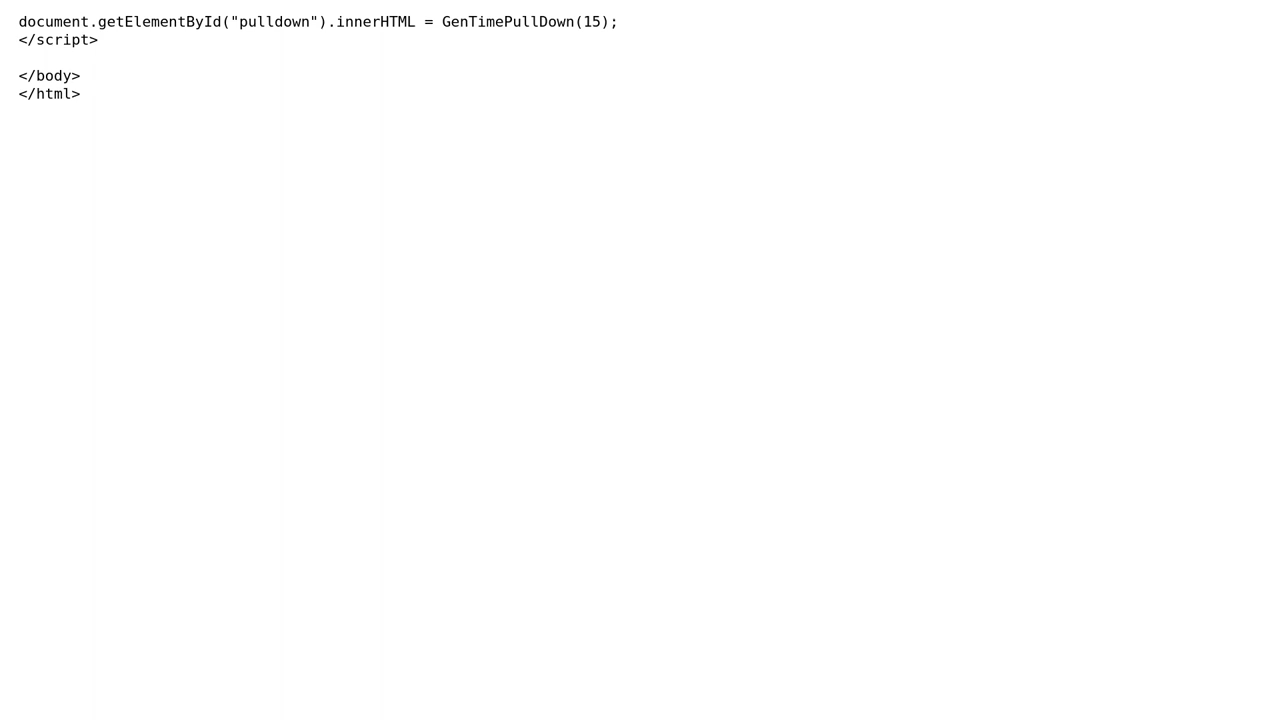 document.getElementById("pulldown").innerHTML = GenTimePullDown(15);
</script>

</body>
</html>